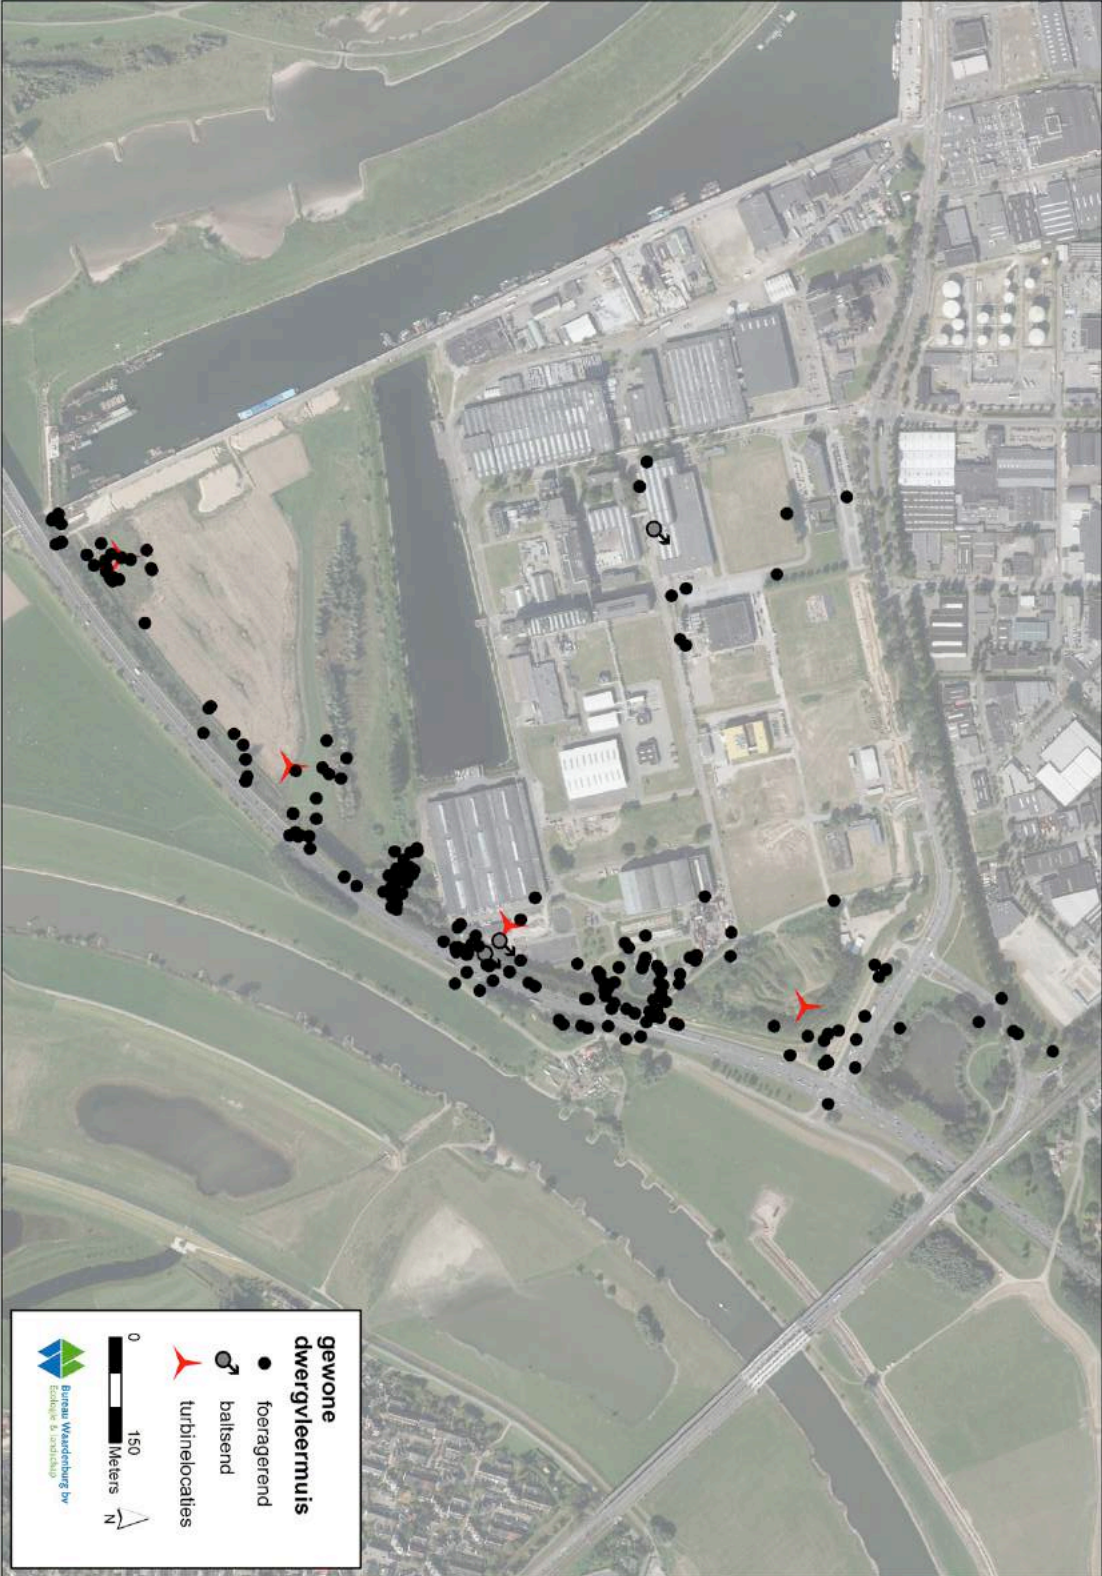 gewone
dwergvleermuis
foeragerend
baltsend
turbinelocaties
0 150
Meters
N
Bureau Waardenburg bv
Ecologie & landschap